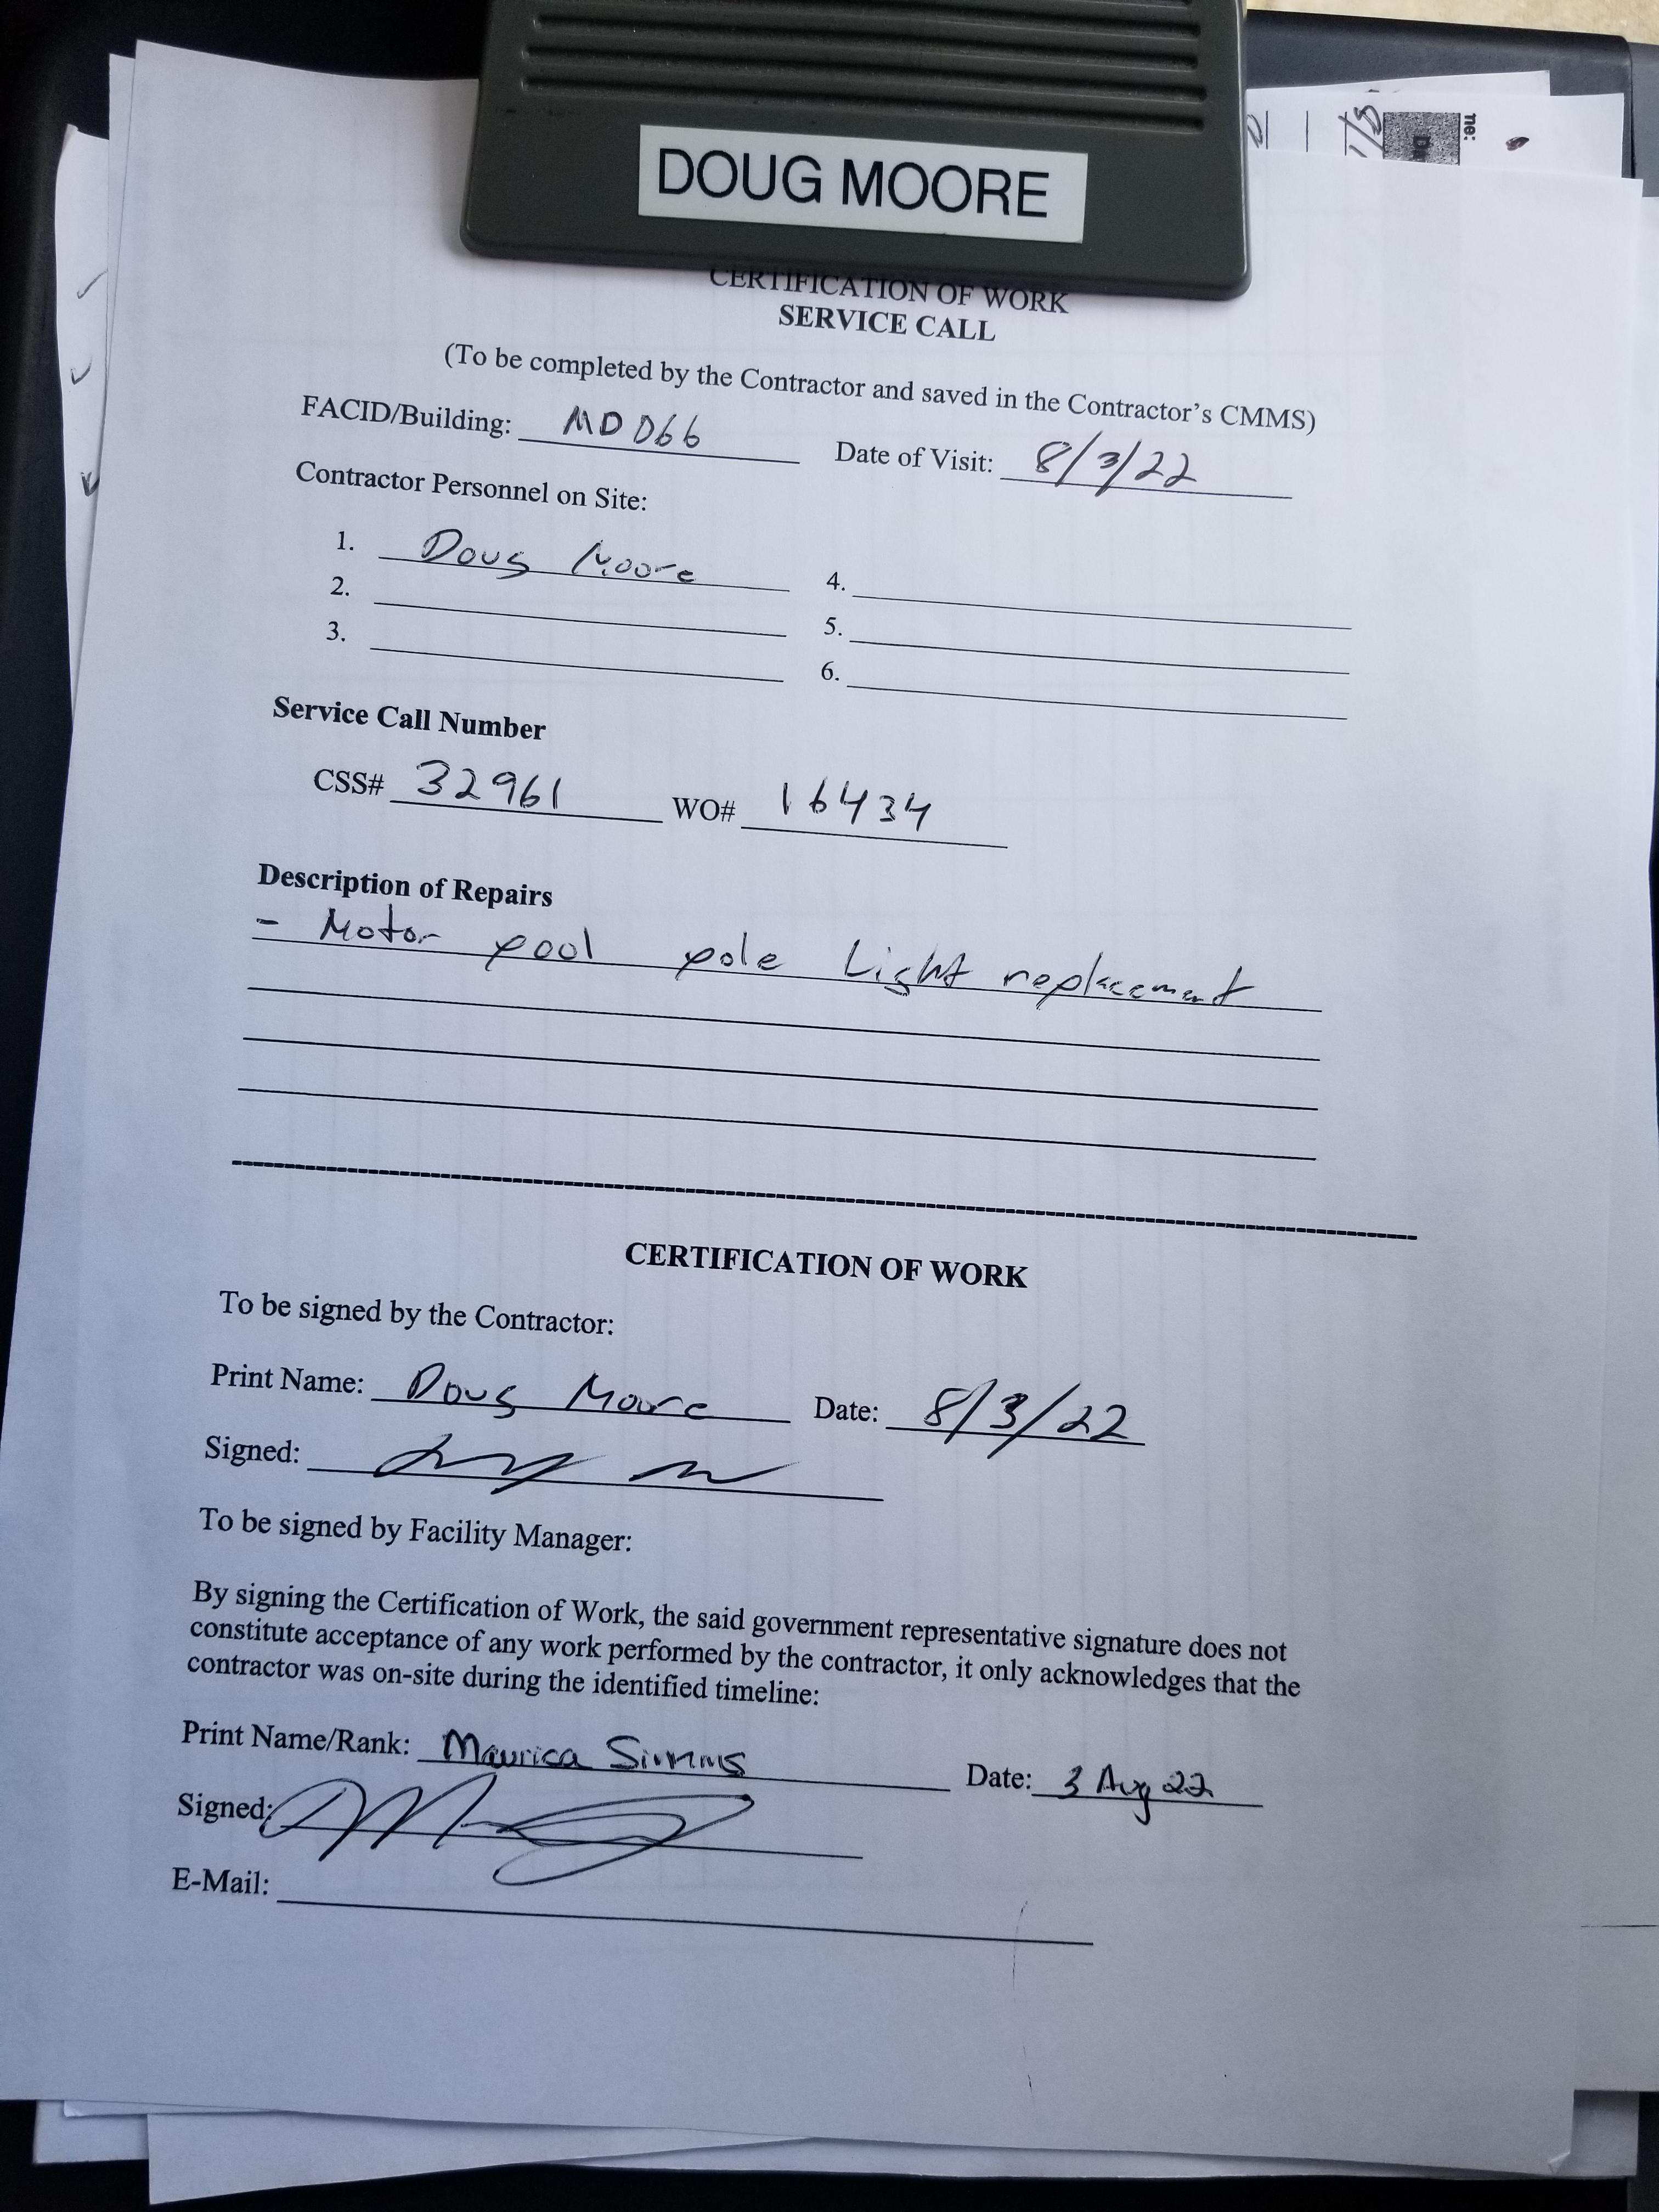 DOUG MOORE
CERTIFICATION OF WORK
SERVICE CALL
(To be completed by the Contractor and saved in the Contractor's CMMS)
FACID/Building: MD D66 Date of Visit: 8/3/22
Contractor Personnel on Site:
1. Doug Moore 4.
2. 5.
3. 6.
Service Call Number
CSS# 32961 WO# 16434
Description of Repairs
- Motor pool pole Light replacement
CERTIFICATION OF WORK
To be signed by the Contractor:
Print Name: Doug Moore Date: 8/3/22
Signed:
To be signed by Facility Manager:
By signing the Certification of Work, the said government representative signature does not
constitute acceptance of any work performed by the contractor, it only acknowledges that the
contractor was on-site during the identified timeline:
Print Name/Rank: Maurica Simms Date: 3 Aug 22
Signed:
E-Mail: